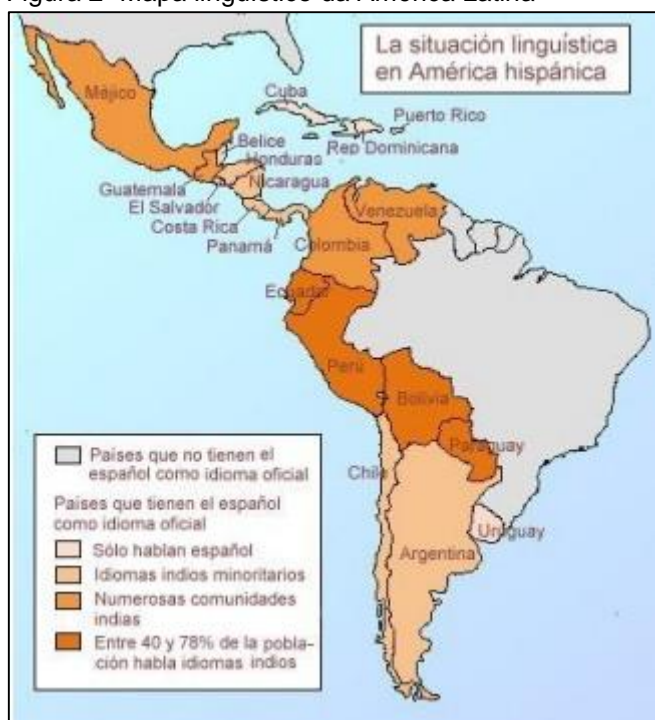 Figura 2- Mapa linguístico da América Latina
La situación linguística
en América hispánica
Méjico
Cuba
Puerto Rico
Rep Dominicana
Belice
Honduras
Nicaragua
Guatemala
El Salvador
Costa Rica
Panamá
Venezuela
Colombia
Ecuador
Perú
Bolivia
Paraguay
Chile
Uruguay
Argentina
Países que no tienen el
español como idioma oficial
Países que tienen el español
como idioma oficial
Sólo hablan español
Idiomas indios minoritarios
Numerosas comunidades
indias
Entre 40 y 78% de la pobla-
ción habla idiomas indios